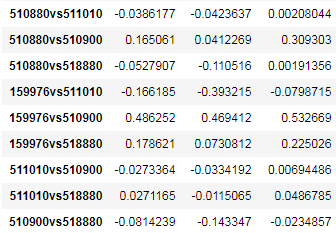 510880vs511010 -0.0386177 -0.0423637 0.00208044
510880vs510900 0.165061 0.0412269 0.309303
510880vs518880 -0.0527907 -0.110516 0.00191356
159976vs511010 -0.166185 -0.393215 -0.0798715
159976vs510900 0.486252 0.469412 0.532669
159976vs518880 0.178621 0.0730812 0.225026
511010vs510900 -0.0273364 -0.0334192 0.00694486
511010vs518880 0.0271165 -0.0115065 0.0486785
510900vs518880 -0.0814239 -0.143347 -0.0234857